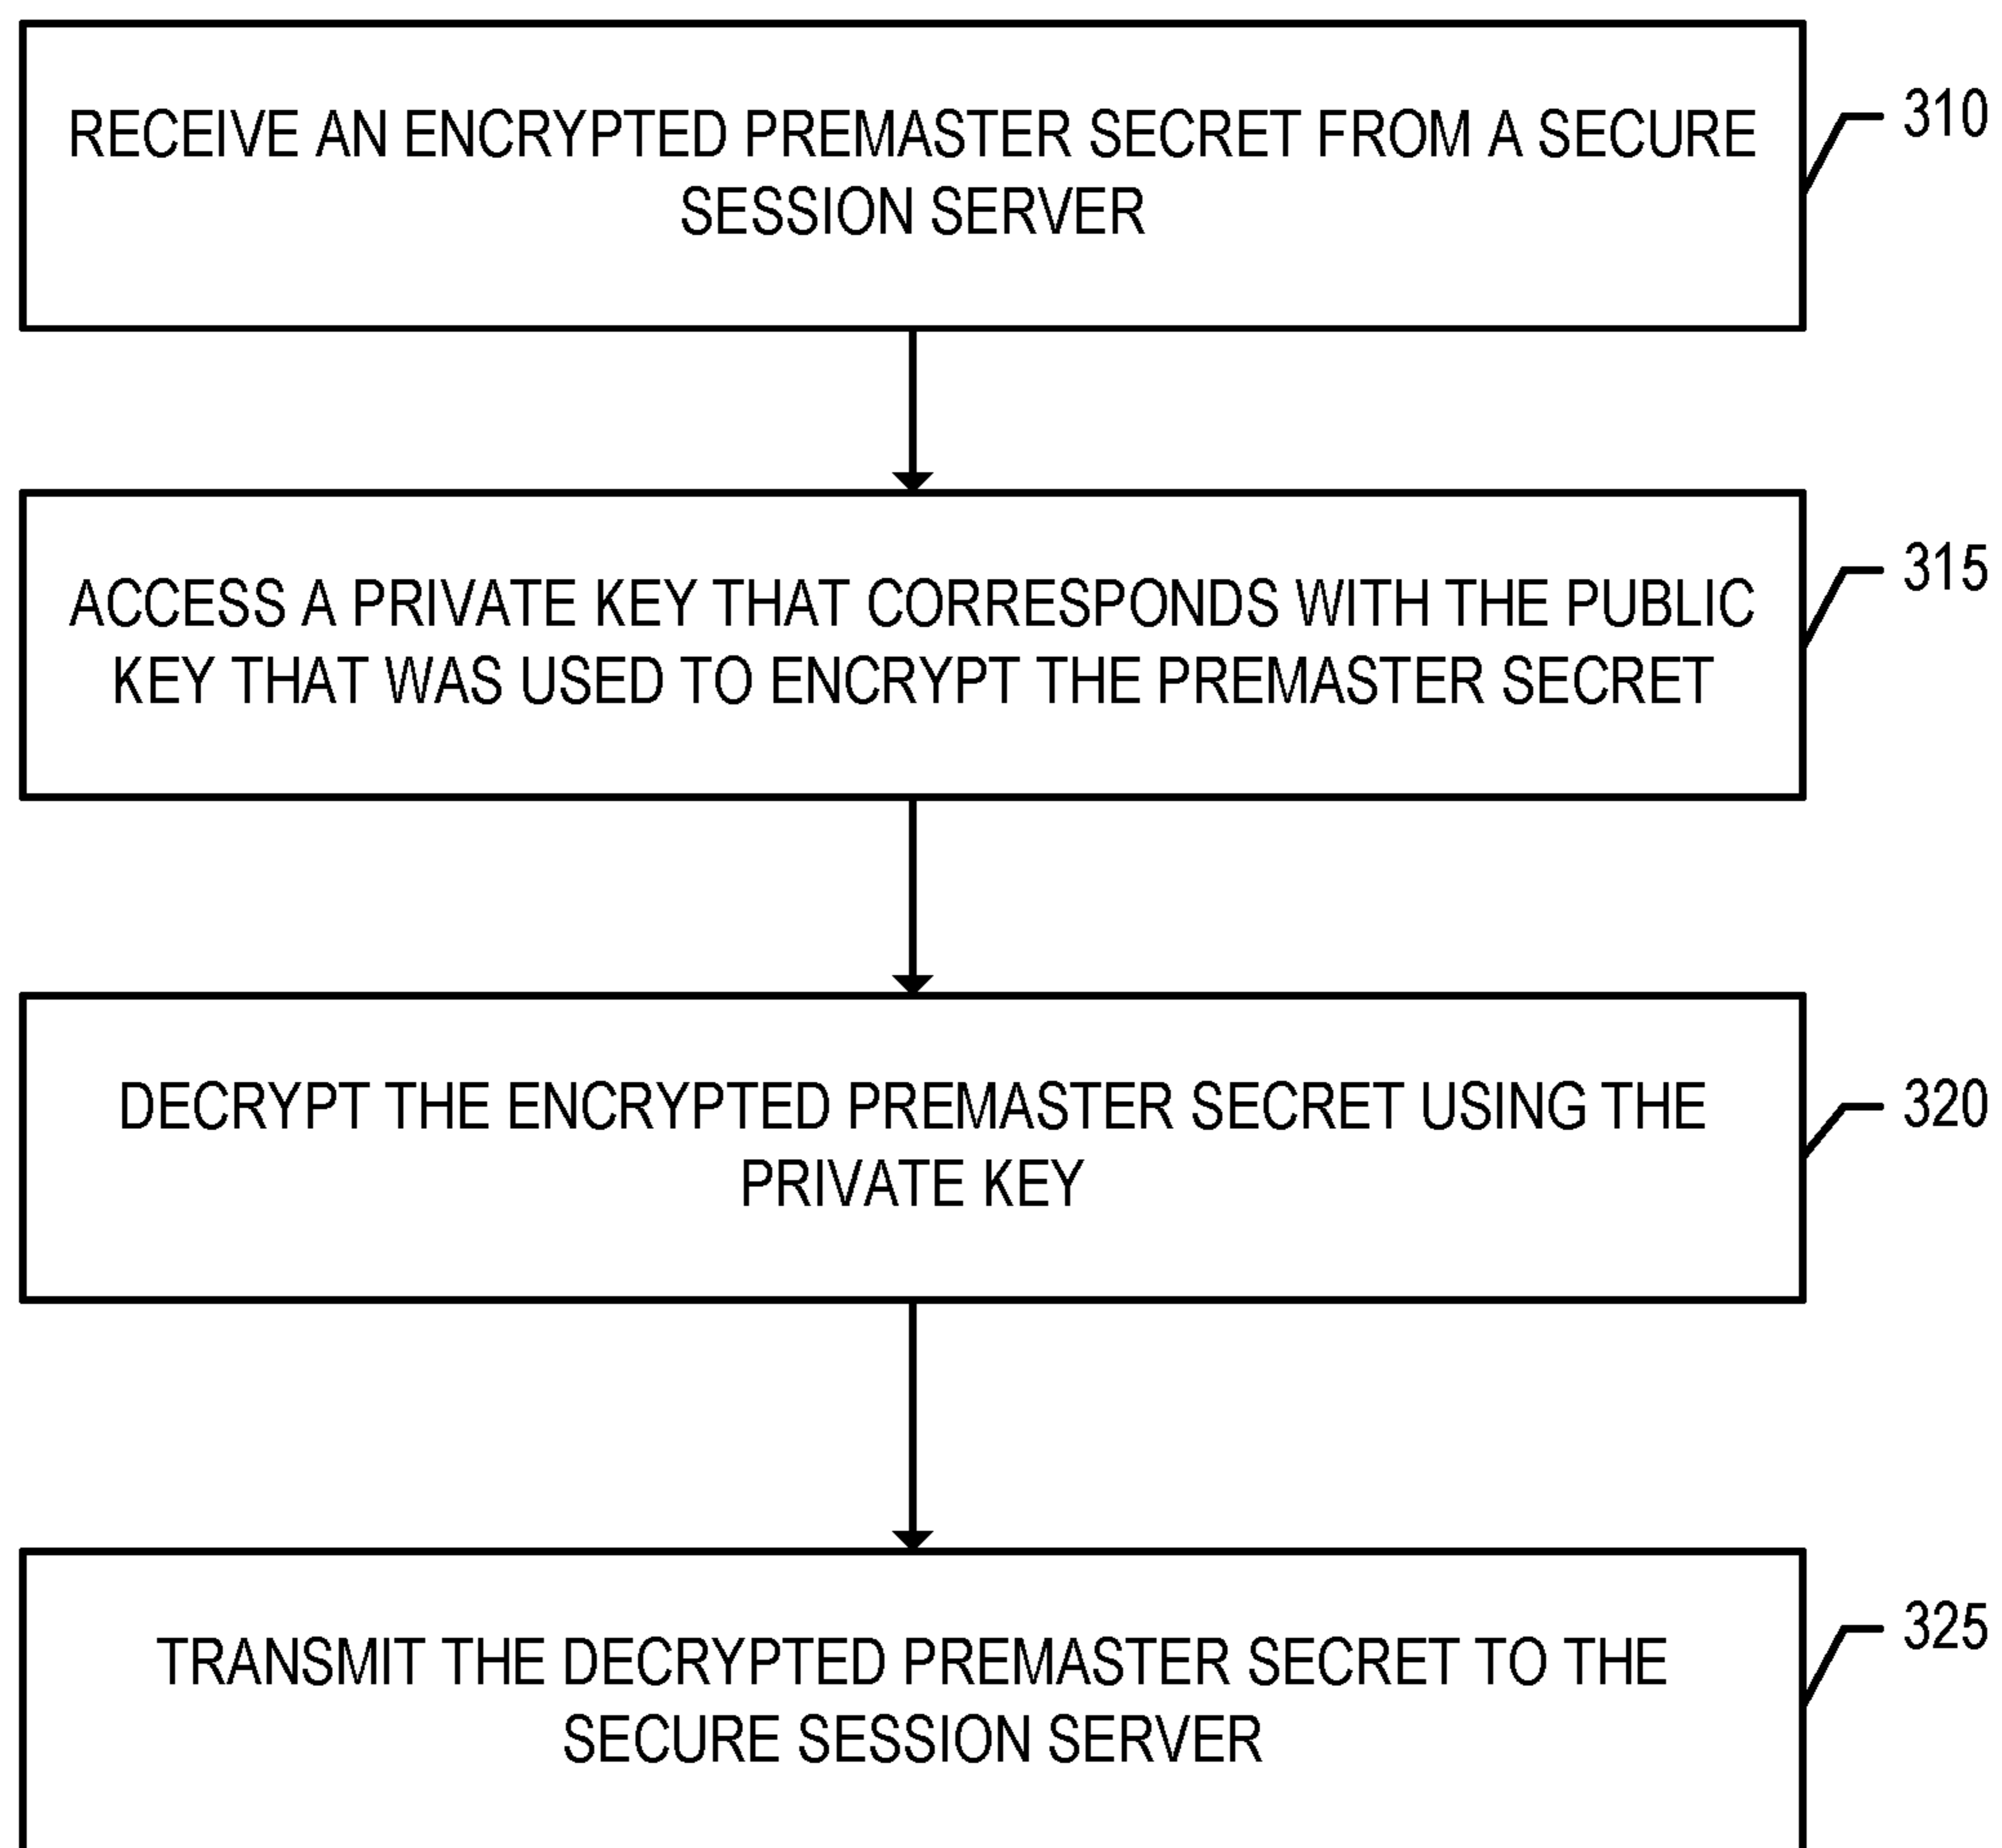 RECEIVE AN ENCRYPTED PREMASTER SECRET FROM A SECURE
SESSION SERVER
310
ACCESS A PRIVATE KEY THAT CORRESPONDS WITH THE PUBLIC
KEY THAT WAS USED TO ENCRYPT THE PREMASTER SECRET
315
DECRYPT THE ENCRYPTED PREMASTER SECRET USING THE
PRIVATE KEY
320
TRANSMIT THE DECRYPTED PREMASTER SECRET TO THE
SECURE SESSION SERVER
325